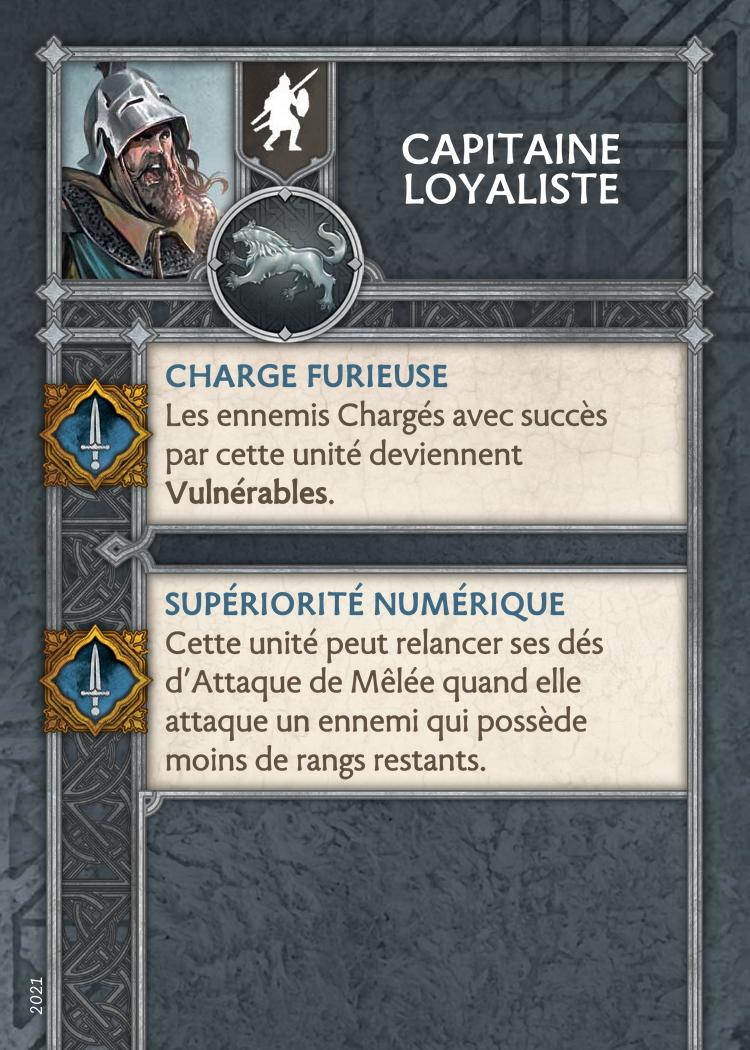 CAPITAINE
LOYALISTE
CHARGE FURIEUSE
Les ennemis Chargés avec succès
par cette unité deviennent
Vulnérables.
SUPÉRIORITÉ NUMÉRIQUE
Cette unité peut relancer ses dés
d'Attaque de Mêlée quand elle
attaque un ennemi qui possède
moins de rangs restants.
2021